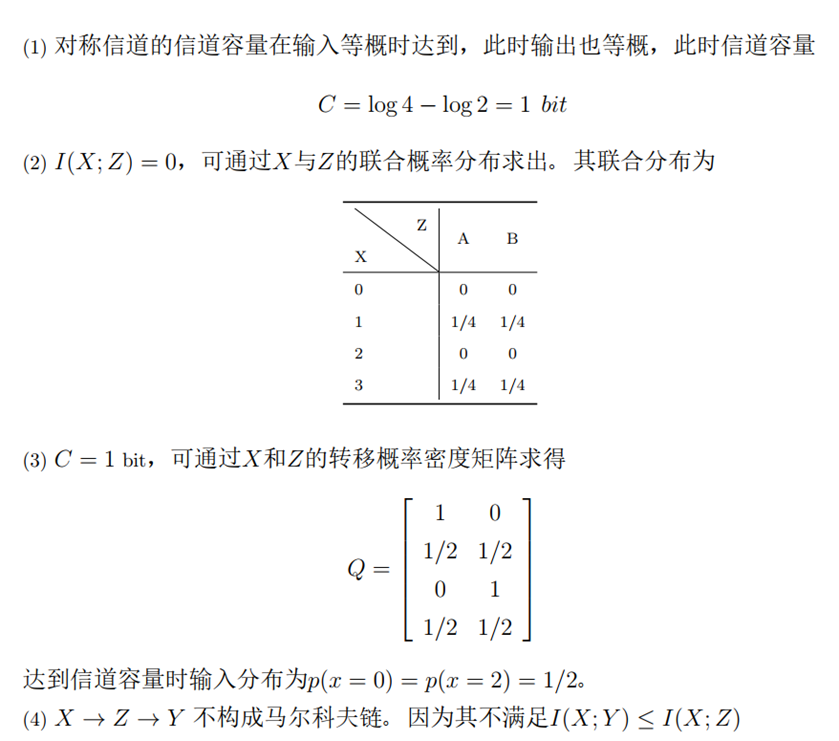 (1) 对称信道的信道容量在输入等概时达到，此时输出也等概，此时信道容量
C = log 4 − log 2 = 1 bit
(2) I(X; Z) = 0，可通过X与Z的联合概率分布求出。其联合分布为
Z
A B
X
0 0 0
1 1/4 1/4
2 0 0
3 1/4 1/4
(3) C = 1 bit，可通过X和Z的转移概率密度矩阵求得
1 0
1/2 1/2
Q =
0 1
1/2 1/2
达到信道容量时输入分布为p(x = 0) = p(x = 2) = 1/2。
(4) X → Z → Y 不构成马尔科夫链。因为其不满足I(X; Y) ≤ I(X; Z)